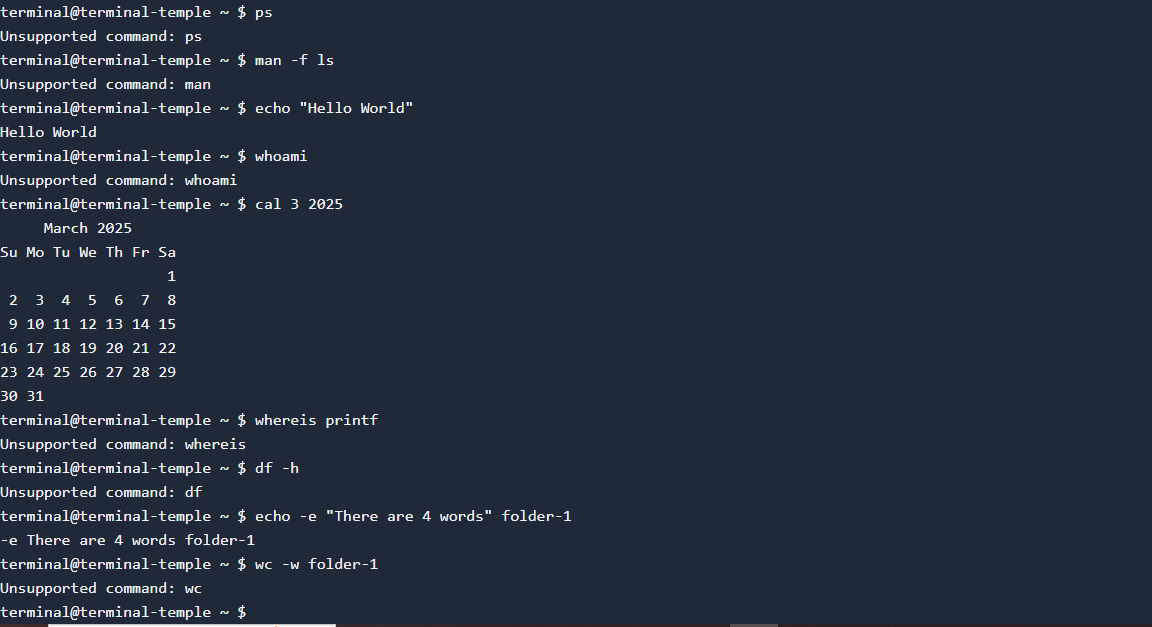 terminal@terminal-temple ~ $ ps
Unsupported command: ps
terminal@terminal-temple ~ $ man -f ls
Unsupported command: man
terminal@terminal-temple ~ $ echo "Hello World"
Hello World
terminal@terminal-temple ~ $ whoami
Unsupported command: whoami
terminal@terminal-temple ~ $ cal 3 2025
     March 2025
Su Mo Tu We Th Fr Sa
                   1
 2  3  4  5  6  7  8
 9 10 11 12 13 14 15
16 17 18 19 20 21 22
23 24 25 26 27 28 29
30 31
terminal@terminal-temple ~ $ whereis printf
Unsupported command: whereis
terminal@terminal-temple ~ $ df -h
Unsupported command: df
terminal@terminal-temple ~ $ echo -e "There are 4 words" folder-1
-e There are 4 words folder-1
terminal@terminal-temple ~ $ wc -w folder-1
Unsupported command: wc
terminal@terminal-temple ~ $